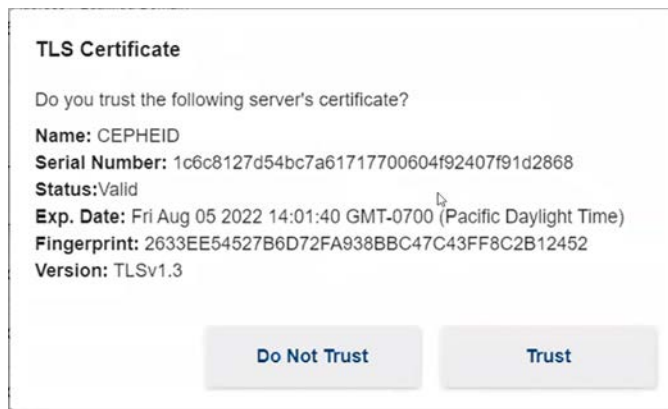 TLS Certificate
Do you trust the following server's certificate?
Name: CEPHEID
Serial Number: 1c6c8127d54bc7a61717700604f92407f91d2868
Status:Valid
Exp. Date: Fri Aug 05 2022 14:01:40 GMT-0700 (Pacific Daylight Time)
Fingerprint: 2633EE54527B6D72FA938BBC47C43FF8C2B12452
Version: TLSv1.3
Do Not Trust Trust